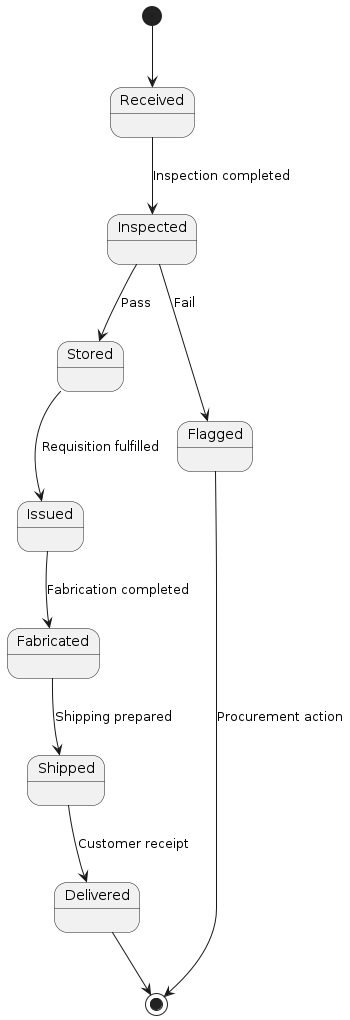 Received
Inspection completed
Inspected
Pass
Fail
Stored
Flagged
Requisition fulfilled
Issued
Fabrication completed
Fabricated
Shipping prepared
Procurement action
Shipped
Customer receipt
Delivered